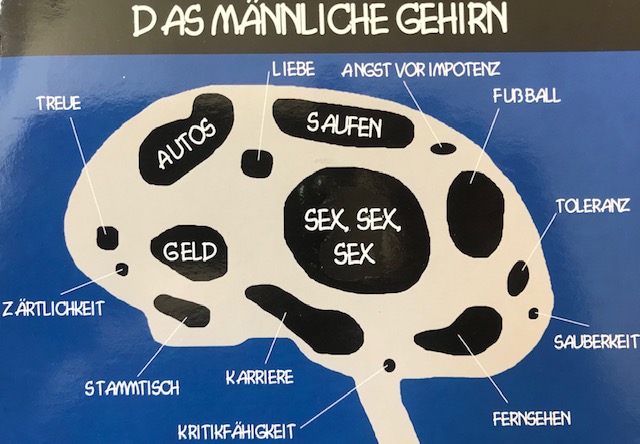 DAS MÄNNLICHE GEHIRN
LIEBE
ANGST VOR IMPOTENZ
TREUE
FUßBALL
AUTOS
SAUFEN
SEX, SEX,
SEX
TOLERANZ
GELD
ZÄRTLICHKEIT
SAUBERKEIT
STAMMTISCH
KARRIERE
KRITIKFÄHIGKEIT
FERNSEHEN